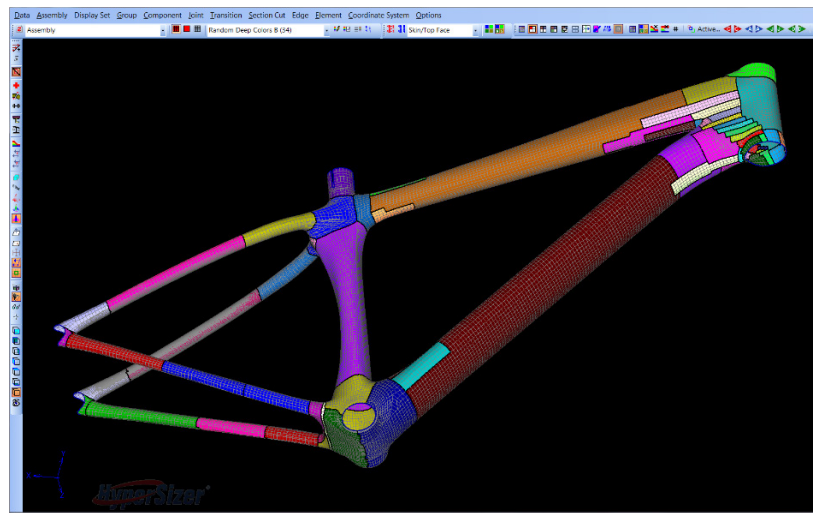 Data Assembly Display Set Group Component Joint Transition Section Cut Edge Element Coordinate System Options
Assembly Random Deep Colors B (34) Skin/Top Face Active...
HyperSizer